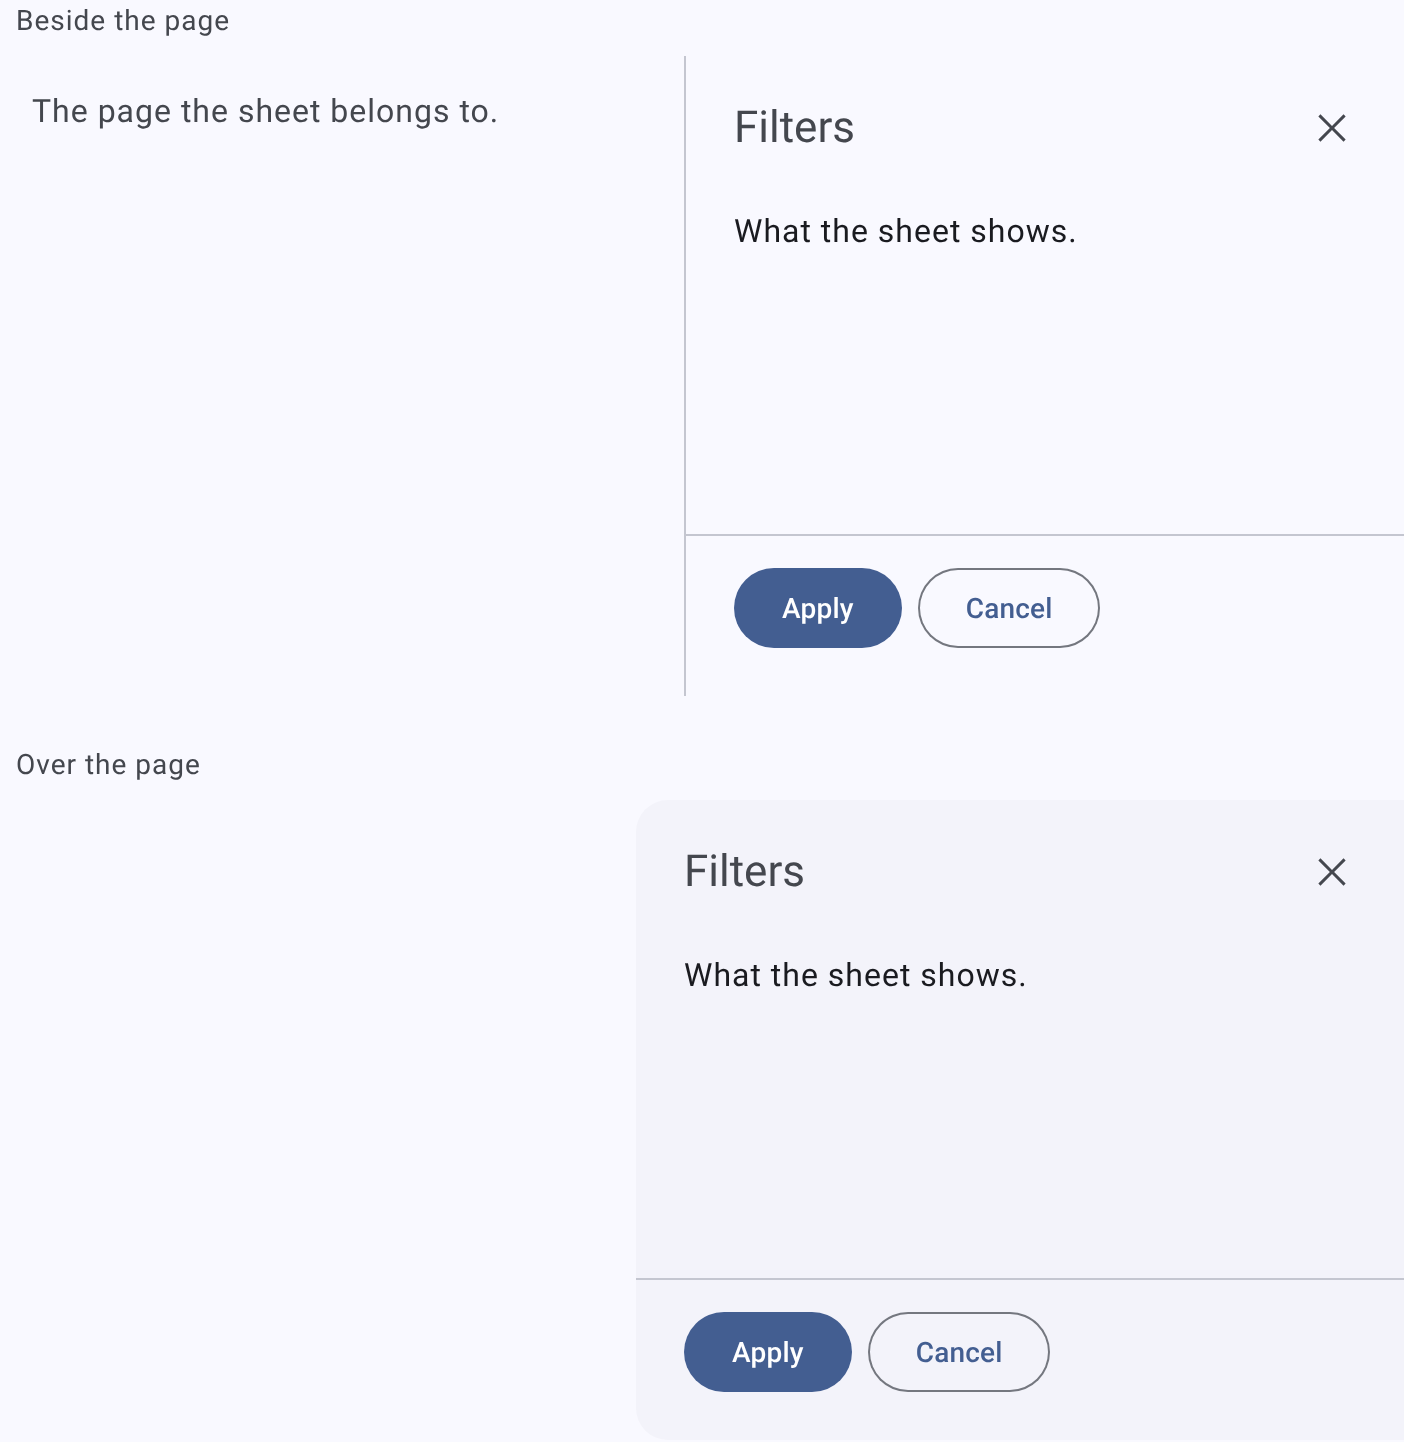 Beside the page
The page the sheet belongs to.
Filters
What the sheet shows.
Apply
Cancel
Over the page
Filters
What the sheet shows.
Apply
Cancel